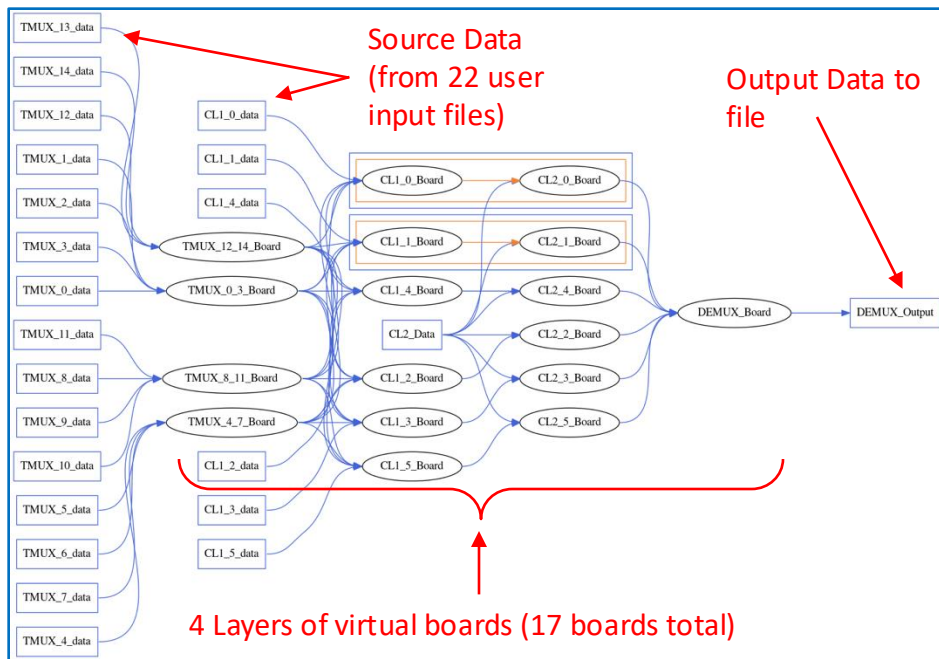 TMUX_13_data
TMUX_14_data
TMUX_12_data
TMUX_1_data
TMUX_2_data
TMUX_3_data
TMUX_0_data
TMUX_11_data
TMUX_8_data
TMUX_9_data
TMUX_10_data
TMUX_5_data
TMUX_6_data
TMUX_7_data
TMUX_4_data
Source Data
(from 22 user
input files)
Output Data to
file
CL1_0_data
CL1_1_data
CL1_4_data
TMUX_12_14_Board
TMUX_0_3_Board
TMUX_8_11_Board
TMUX_4_7_Board
CL1_2_data
CL1_3_data
CL1_5_data
CL1_0_Board
CL1_1_Board
CL1_4_Board
CL2_Data
CL1_2_Board
CL1_3_Board
CL1_5_Board
CL2_0_Board
CL2_1_Board
CL2_4_Board
CL2_2_Board
CL2_3_Board
CL2_5_Board
DEMUX_Board
DEMUX_Output
4 Layers of virtual boards (17 boards total)